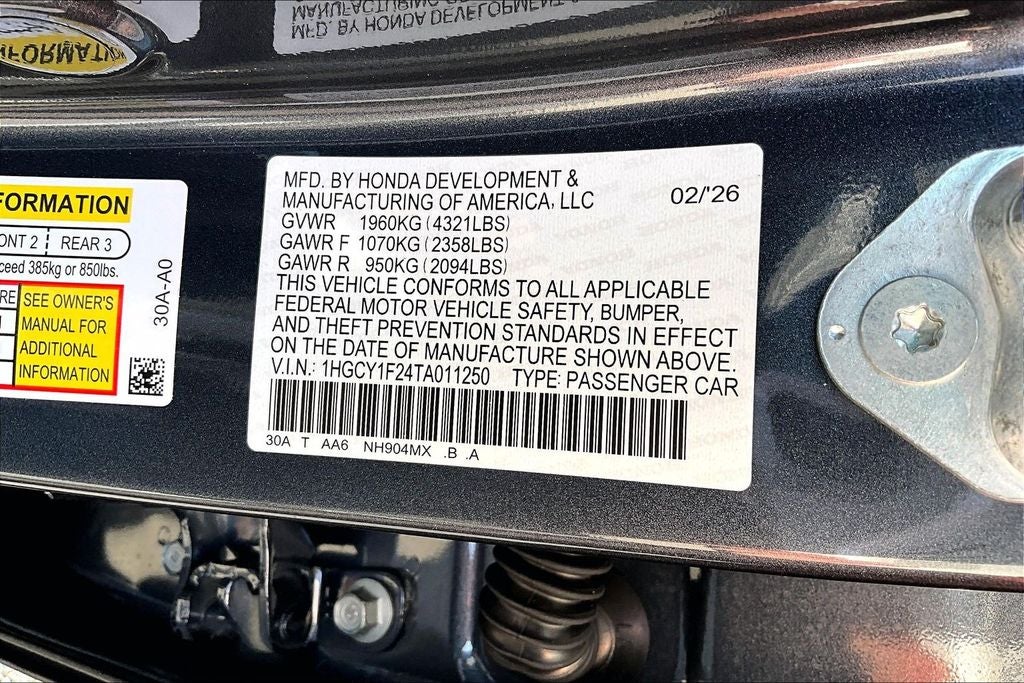 MFD. BY HONDA DEVELOPMENT &
MANUFACTURING
FORMATION
ONT 2 REAR 3
ceed 385kg or 850lbs.
RE
SEE OWNER'S
MANUAL FOR
ADDITIONAL
INFORMATION
30A-A0
MFD. BY HONDA DEVELOPMENT &
MANUFACTURING OF AMERICA, LLC 02/'26
GVWR 1960KG (4321LBS)
GAWR F 1070KG (2358LBS)
GAWR R 950KG (2094LBS)
THIS VEHICLE CONFORMS TO ALL APPLICABLE
FEDERAL MOTOR VEHICLE SAFETY, BUMPER,
AND THEFT PREVENTION STANDARDS IN EFFECT
ON THE DATE OF MANUFACTURE SHOWN ABOVE.
V.I.N.: 1HGCY1F24TA011250 TYPE: PASSENGER CAR
30A T AA6 NH904MX .B .A